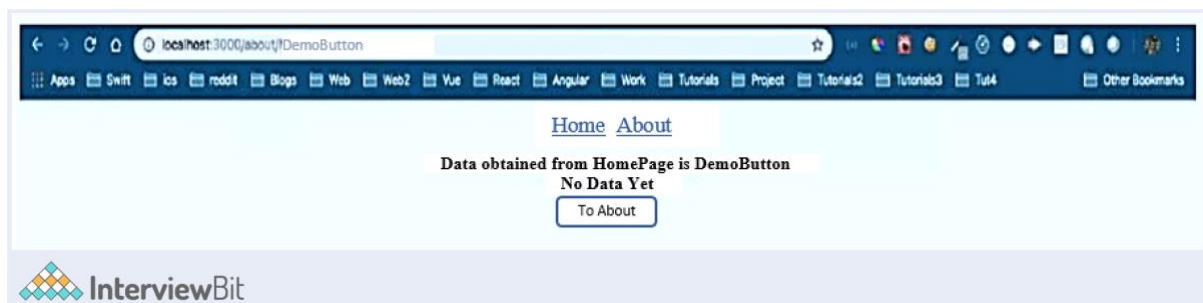 localhost:3000/about/!DemoButton
Apps Swift ios reddit Blogs Web Web2 Vue React Angular Work Tutorials Project Tutorials2 Tutorials3 Tut4 Other Bookmarks
Home About
Data obtained from HomePage is DemoButton
No Data Yet
To About
InterviewBit